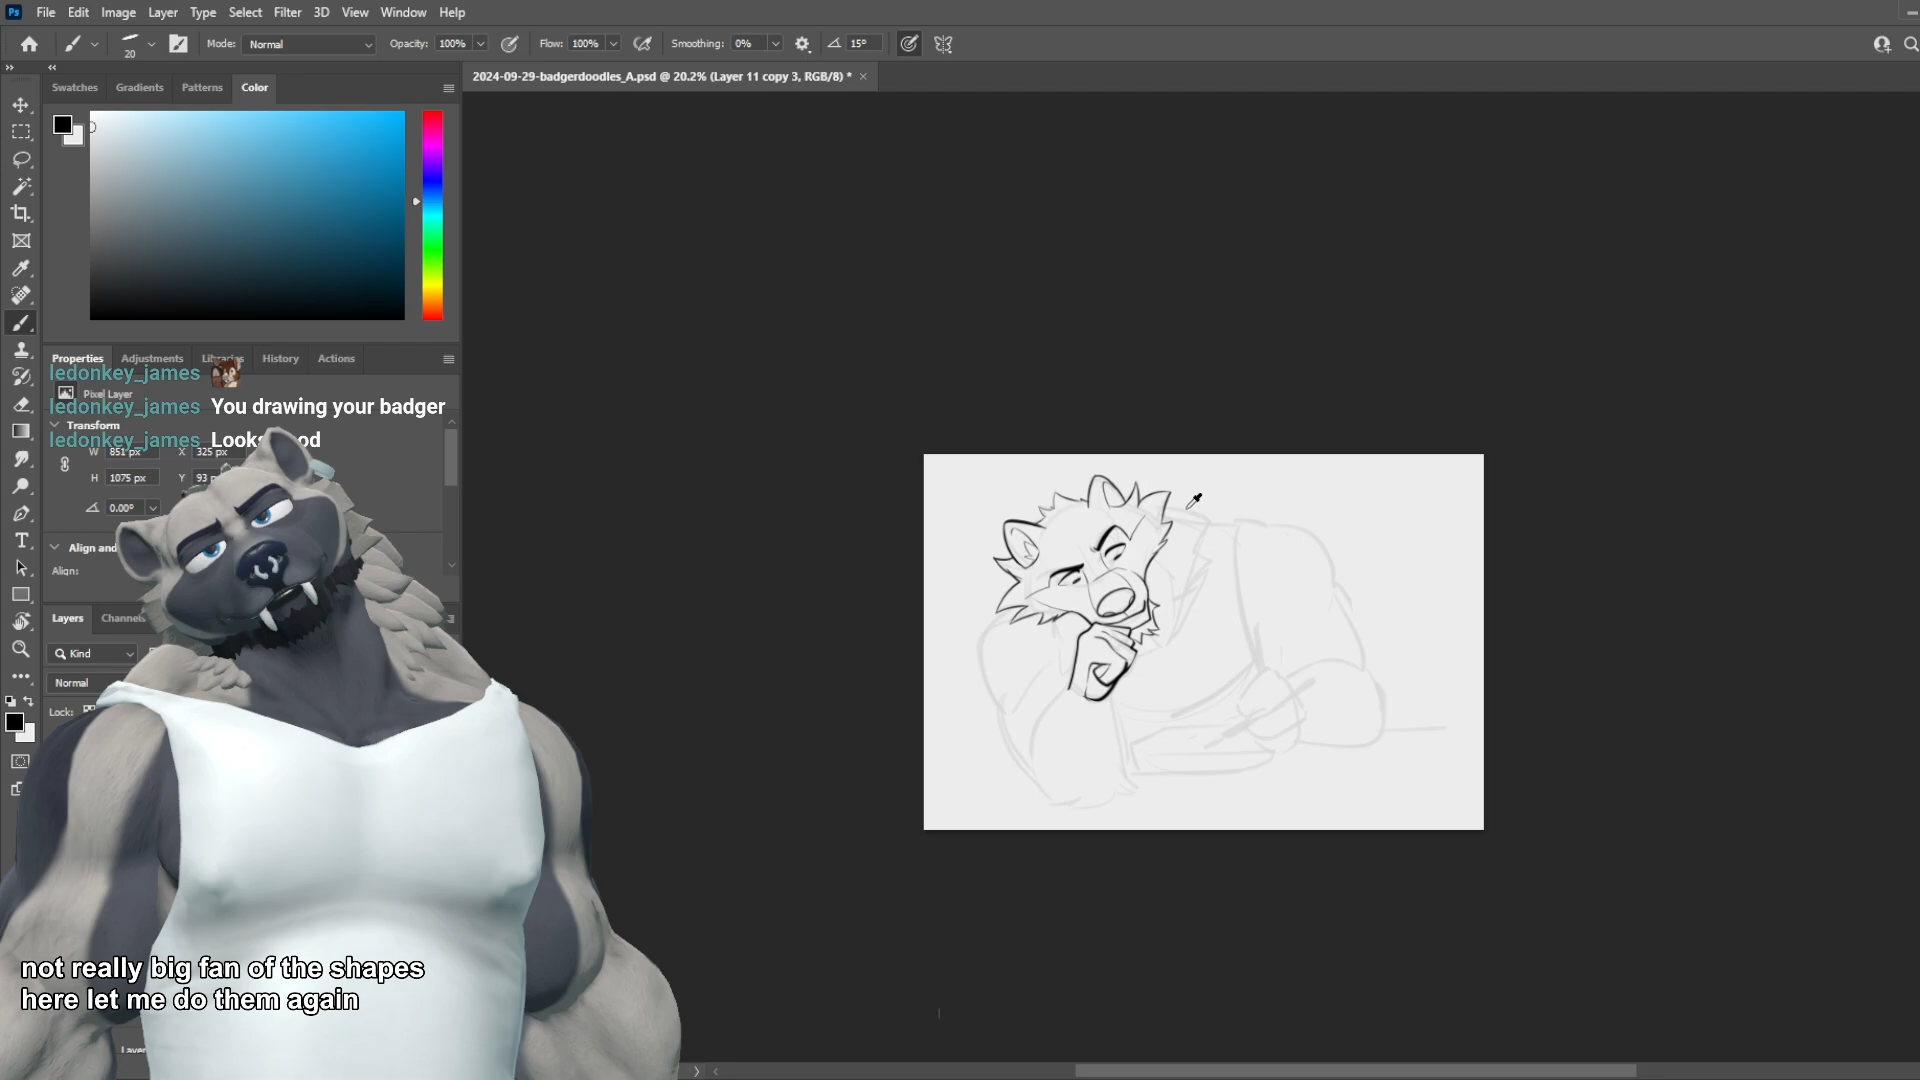 Ps File Edit Image Layer Type Select Filter 3D View Window Help
20 Mode: Normal Opacity: 100% Flow: 100% Smoothing: 0% 15°
2024-09-29-badgerdoodles_A.psd @ 20.2% (Layer 11 copy 3, RGB/8) *
Swatches Gradients Patterns Color
Properties Adjustments Libraries History Actions
ledonkey_james
Pixel Layer
ledonkey_james You drawing your badger
Transform
ledonkey_james
W 851 px X 325 px
H 1075 px Y 93
0.00°
Align and
Align:
Layers Channels
Kind
Normal
Lock:
not really big fan of the shapes
here let me do them again